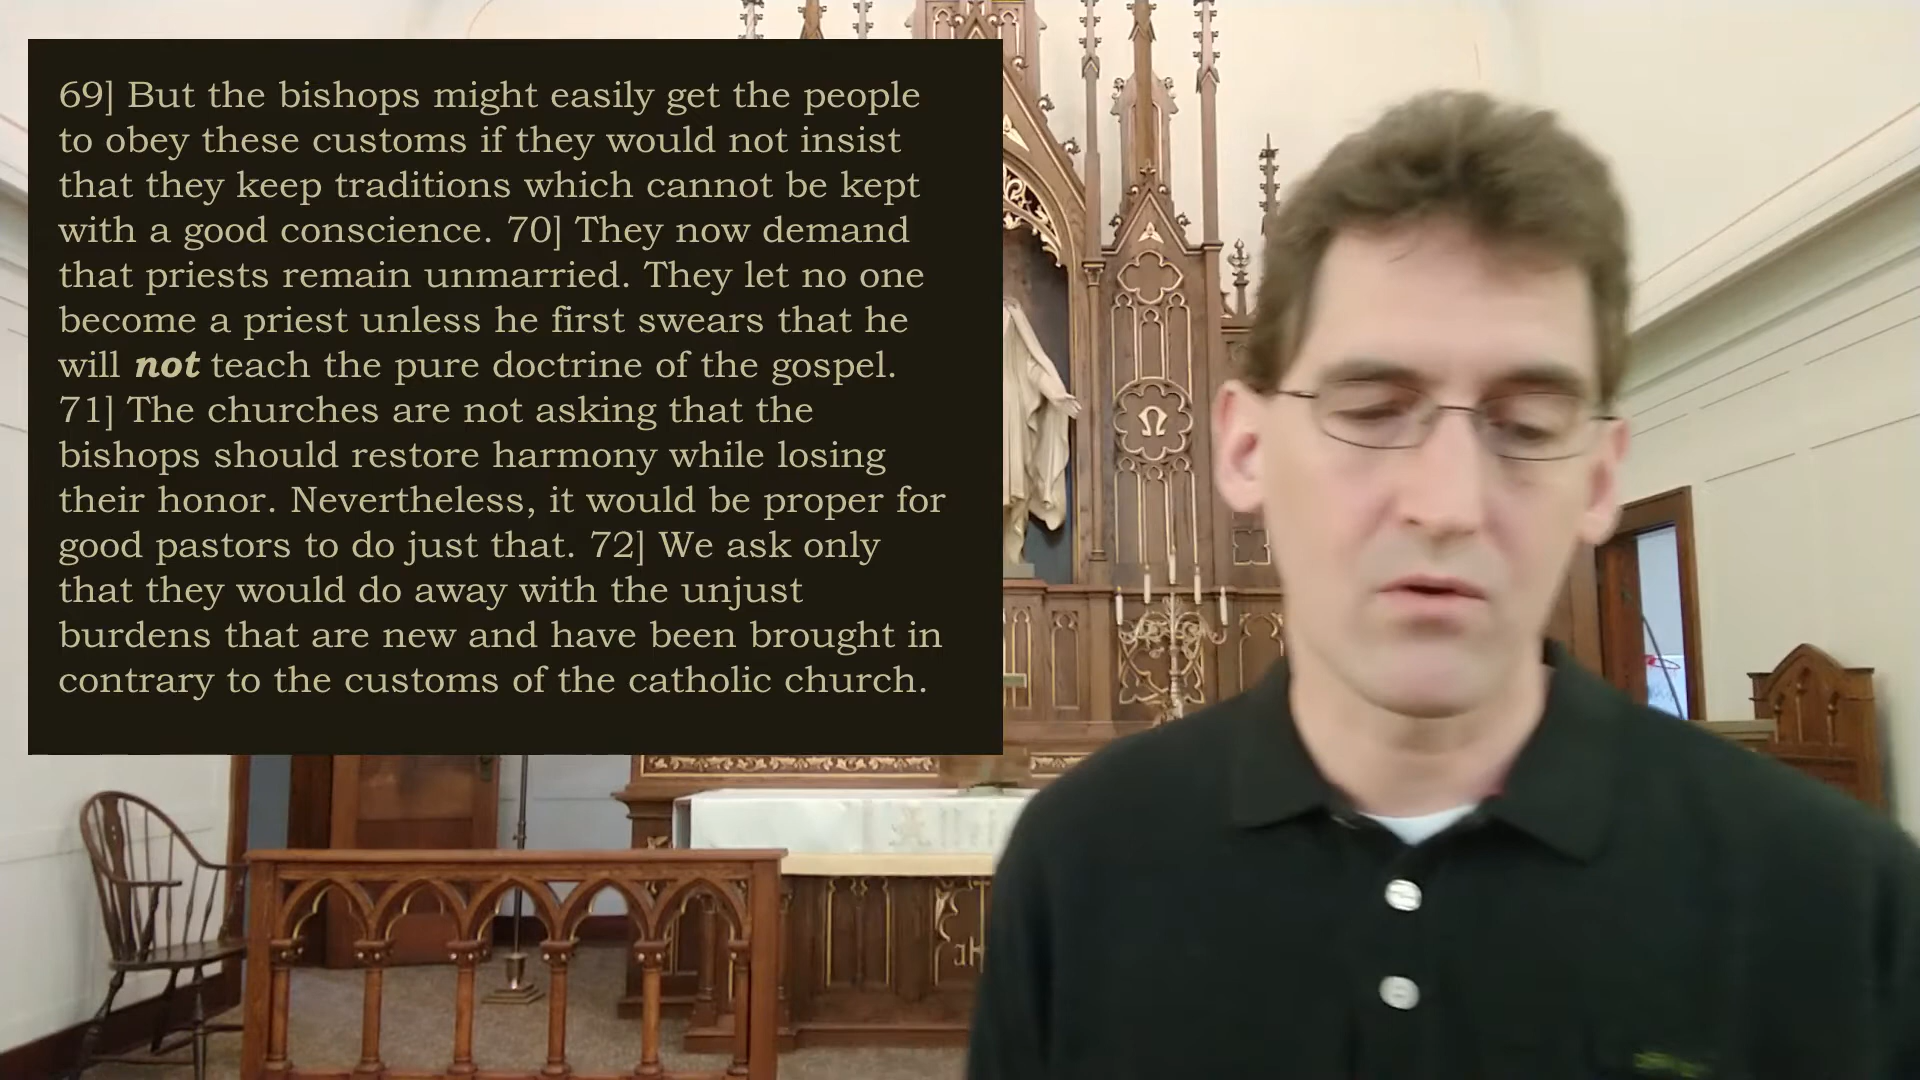 69] But the bishops might easily get the people
to obey these customs if they would not insist
that they keep traditions which cannot be kept
with a good conscience. 70] They now demand
that priests remain unmarried. They let no one
become a priest unless he first swears that he
will not teach the pure doctrine of the gospel.
71] The churches are not asking that the
bishops should restore harmony while losing
their honor. Nevertheless, it would be proper for
good pastors to do just that. 72] We ask only
that they would do away with the unjust
burdens that are new and have been brought in
contrary to the customs of the catholic church.
Ω